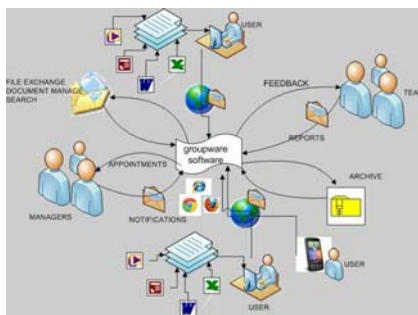 USER
FILE EXCHANGE
DOCUMENT MANAGE
SEARCH
FEEDBACK
TEA
groupware
software
REPORTS
APPOINTMENTS
MANAGERS
NOTIFICATIONS
ARCHIVE
USER
USER